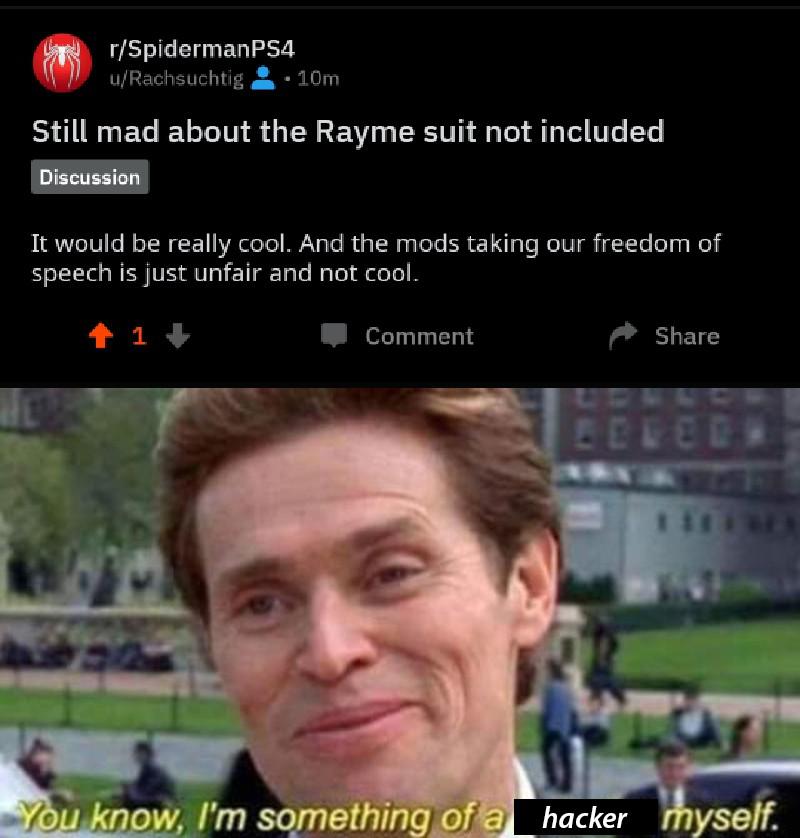 r/SpidermanPS4
u/Rachsuchtig • 10m
Still mad about the Rayme suit not included
Discussion
It would be really cool. And the mods taking our freedom of
speech is just unfair and not cool.
1 Comment Share
You know, I'm something of a hacker myself.